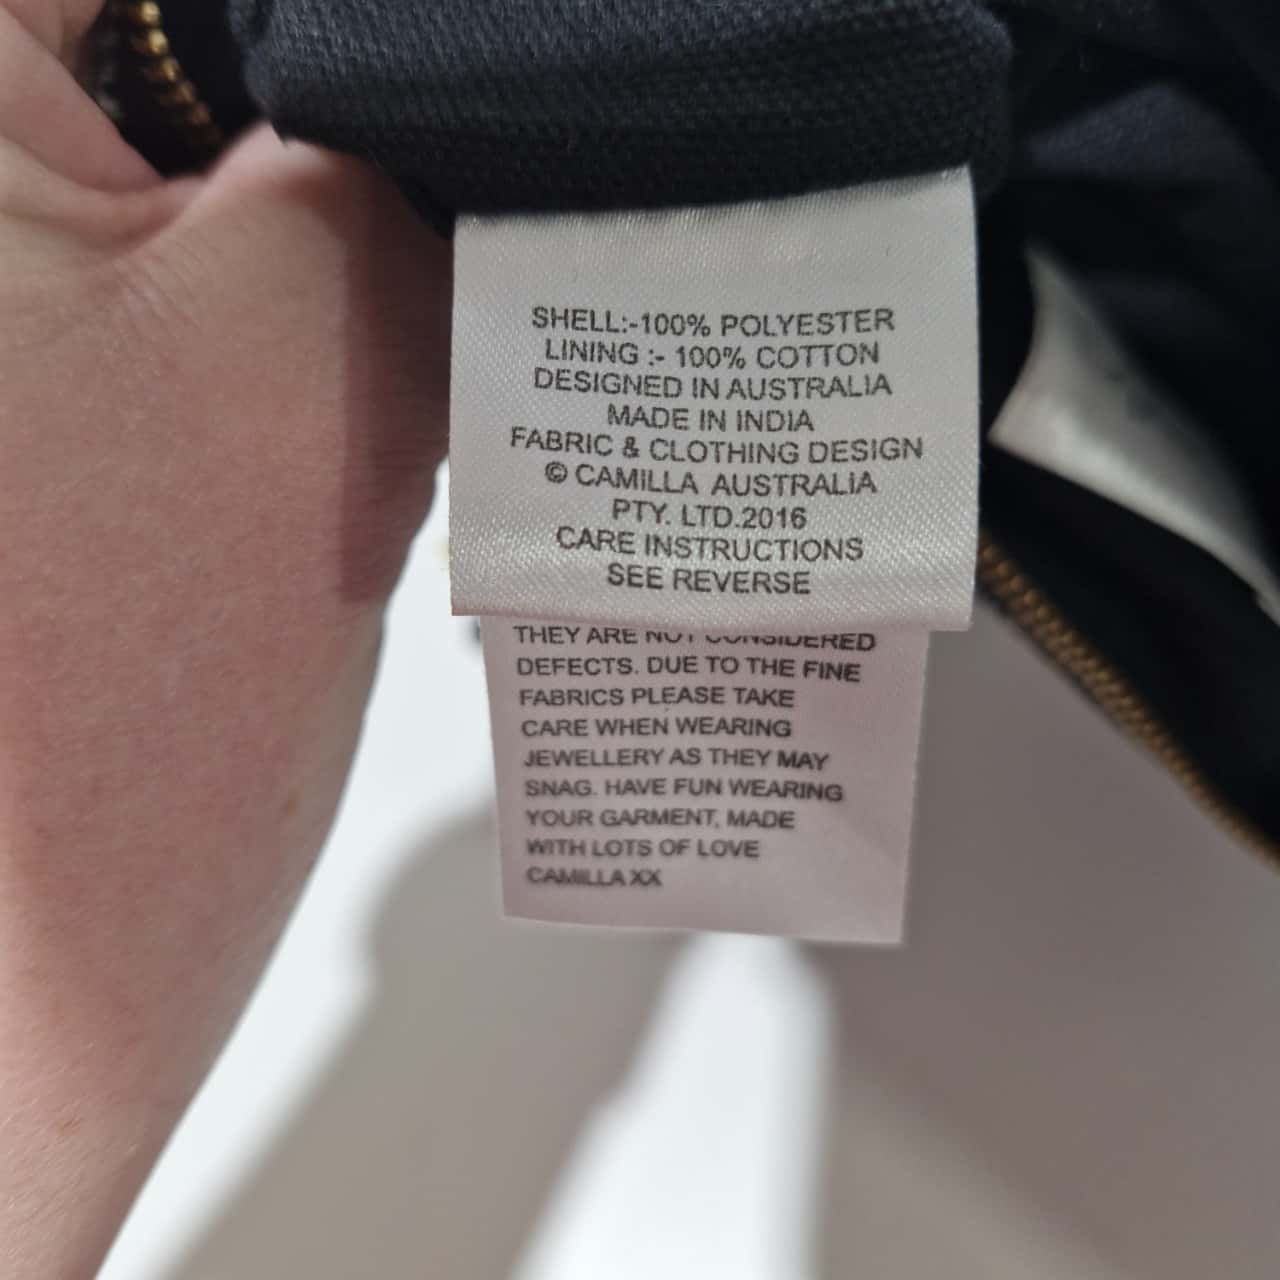 SHELL:-100% POLYESTER
LINING :- 100% COTTON
DESIGNED IN AUSTRALIA
MADE IN INDIA
FABRIC & CLOTHING DESIGN
© CAMILLA AUSTRALIA
PTY. LTD.2016
CARE INSTRUCTIONS
SEE REVERSE
THEY ARE NOT CONSIDERED
DEFECTS. DUE TO THE FINE
FABRICS PLEASE TAKE
CARE WHEN WEARING
JEWELLERY AS THEY MAY
SNAG. HAVE FUN WEARING
YOUR GARMENT, MADE
WITH LOTS OF LOVE
CAMILLA XX